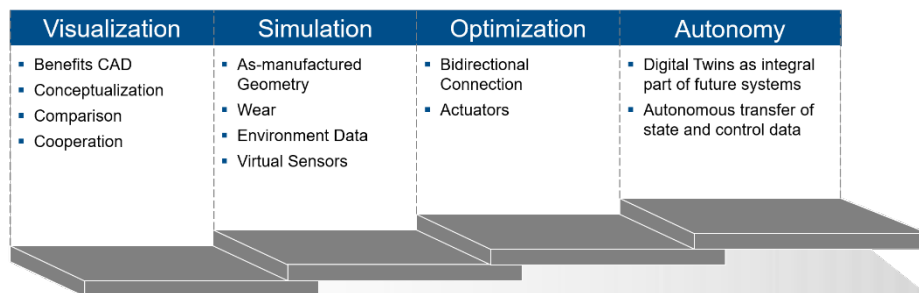 Visualization
Simulation
Optimization
Autonomy
▪ Benefits CAD
▪ Conceptualization
▪ Comparison
▪ Cooperation
▪ As-manufactured
Geometry
▪ Wear
▪ Environment Data
▪ Virtual Sensors
▪ Bidirectional
Connection
▪ Actuators
▪ Digital Twins as integral
part of future systems
▪ Autonomous transfer of
state and control data